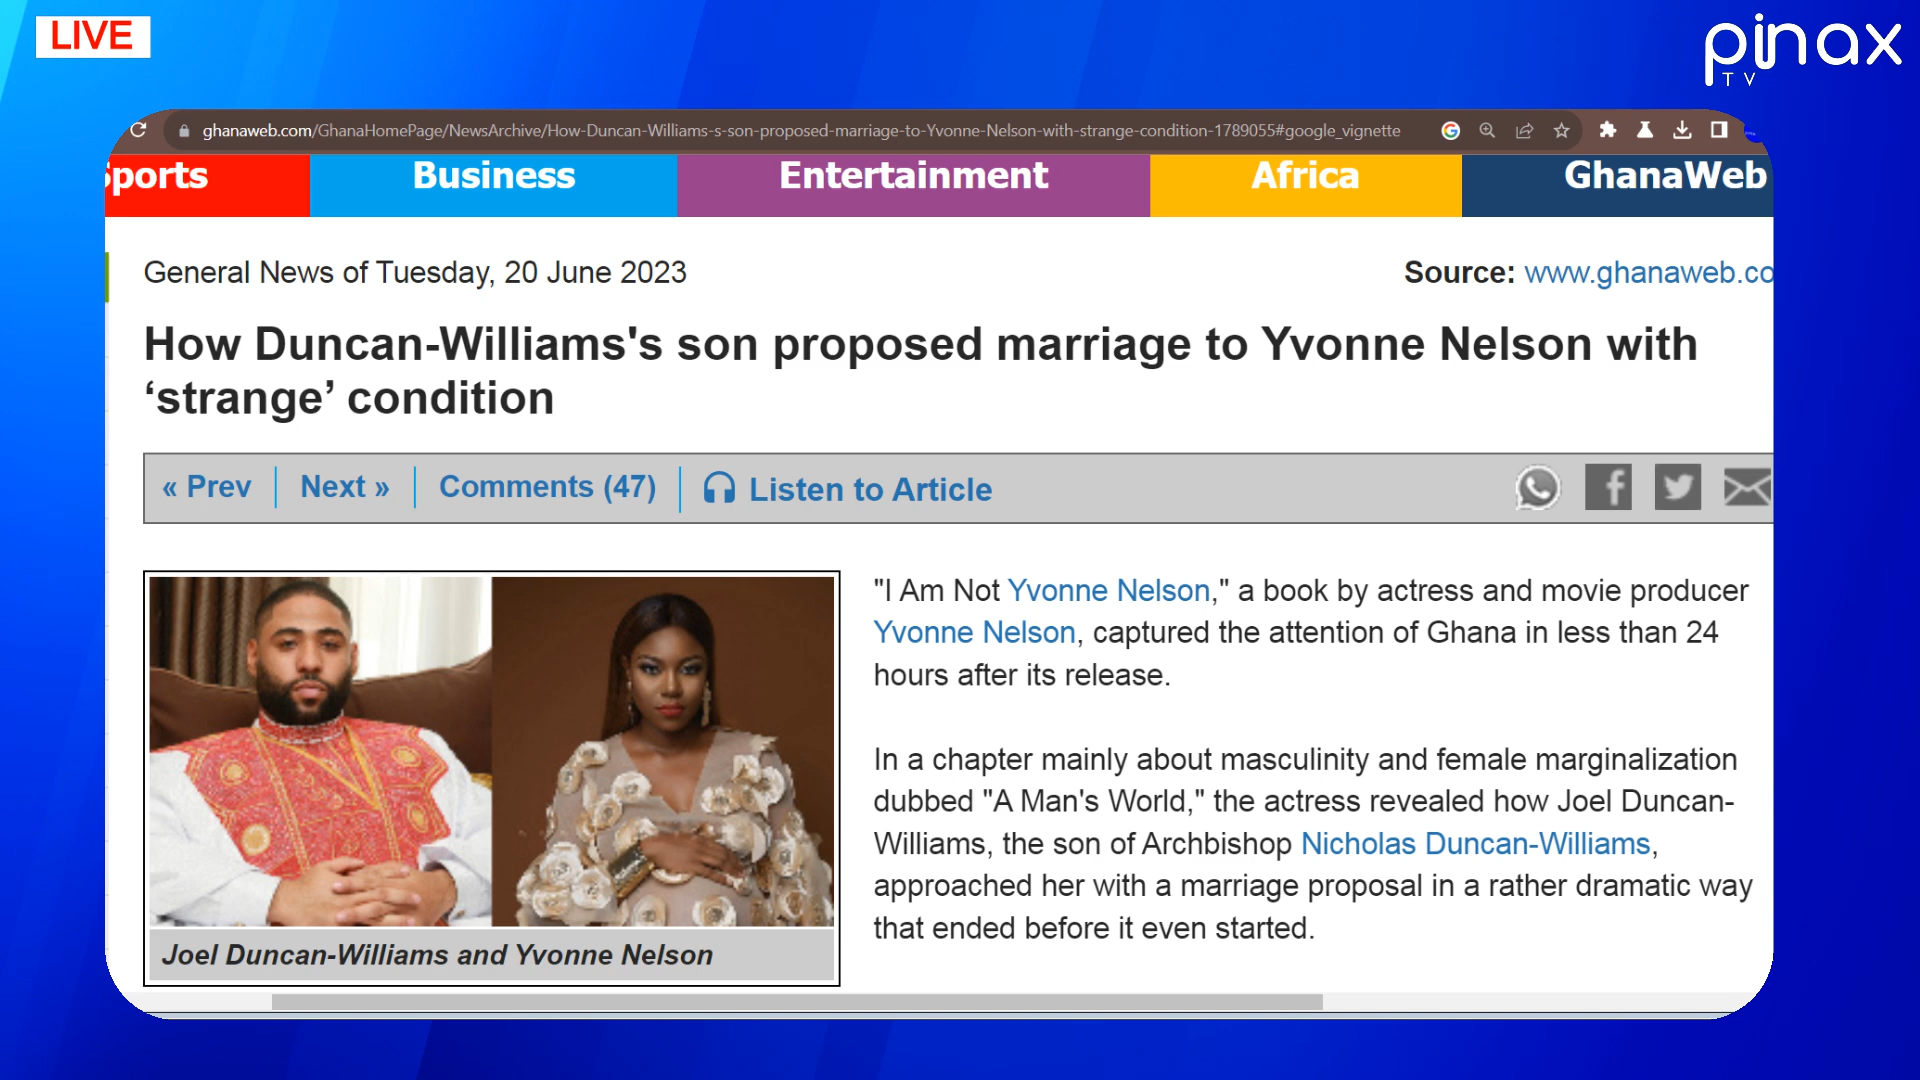 LIVE
pinax
TV
ghanaweb.com/GhanaHomePage/NewsArchive/How-Duncan-Williams-s-son-proposed-marriage-to-Yvonne-Nelson-with-strange-condition-1789055#google_vignette
Sports Business Entertainment Africa GhanaWeb
General News of Tuesday, 20 June 2023
Source: www.ghanaweb.co
How Duncan-Williams's son proposed marriage to Yvonne Nelson with
‘strange’ condition
« Prev Next » Comments (47) Listen to Article
"I Am Not Yvonne Nelson," a book by actress and movie producer
Yvonne Nelson, captured the attention of Ghana in less than 24
hours after its release.
In a chapter mainly about masculinity and female marginalization
dubbed "A Man's World," the actress revealed how Joel Duncan-
Williams, the son of Archbishop Nicholas Duncan-Williams,
approached her with a marriage proposal in a rather dramatic way
that ended before it even started.
Joel Duncan-Williams and Yvonne Nelson